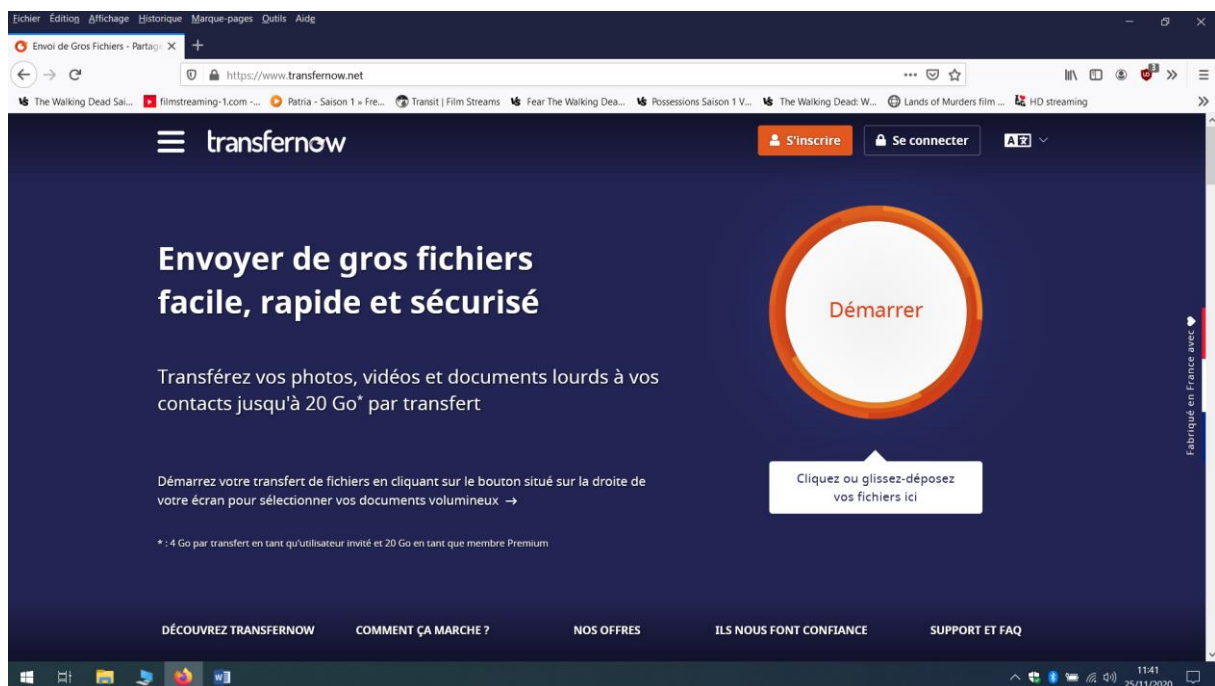 Fichier Édition Affichage Historique Marque-pages Outils Aide
Envoi de Gros Fichiers - Partag
https://www.transfernow.net
The Walking Dead Sai... filmstreaming-1.com -... Patria - Saison 1 » Fre... Transit | Film Streams Fear The Walking Dea... Possessions Saison 1 V... The Walking Dead: W... Lands of Murders film ... HD streaming
transfernow S'inscrire Se connecter
Envoyer de gros fichiers
facile, rapide et sécurisé
Démarrer
Transférez vos photos, vidéos et documents lourds à vos
contacts jusqu'à 20 Go* par transfert
Fabriqué en France avec
Démarrez votre transfert de fichiers en cliquant sur le bouton situé sur la droite de
votre écran pour sélectionner vos documents volumineux →
Cliquez ou glissez-déposez
vos fichiers ici
* : 4 Go par transfert en tant qu'utilisateur invité et 20 Go en tant que membre Premium
DÉCOUVREZ TRANSFERNOW COMMENT ÇA MARCHE ? NOS OFFRES ILS NOUS FONT CONFIANCE SUPPORT ET FAQ
11:41
25/11/2020